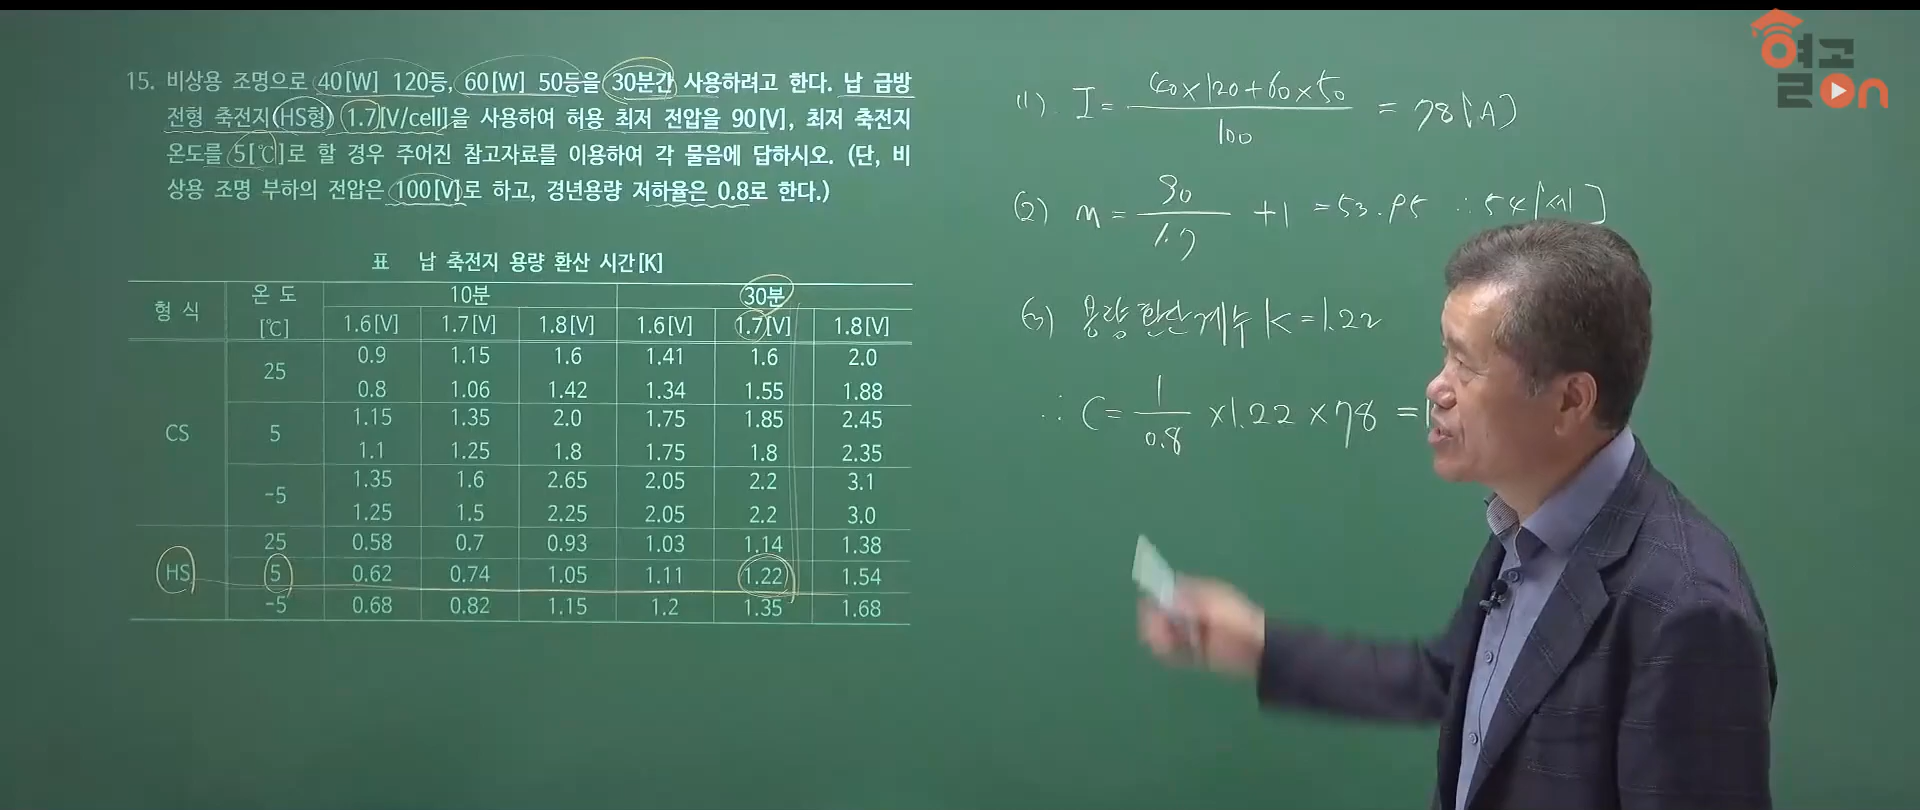 15. 비상용 조명으로 40[W] 120등, 60[W] 50등을 30분간 사용하려고 한다. 납 급방
전형 축전지(HS형) 1.7[V/cell]을 사용하여 허용 최저 전압을 90[V], 최저 축전지
온도를 5[℃]로 할 경우 주어진 참고자료를 이용하여 각 물음에 답하시오. (단, 비
상용 조명 부하의 전압은 100[V]로 하고, 경년용량 저하율은 0.8로 한다.)
표 납 축전지 용량 환산 시간[K]
형 식 온 도 [℃] 10분 30분
1.6[V] 1.7[V] 1.8[V] 1.6[V] 1.7[V] 1.8[V]
CS 25 0.9 1.15 1.6 1.41 1.6 2.0
0.8 1.06 1.42 1.34 1.55 1.88
5 1.15 1.35 2.0 1.75 1.85 2.45
1.1 1.25 1.8 1.75 1.8 2.35
-5 1.35 1.6 2.65 2.05 2.2 3.1
1.25 1.5 2.25 2.05 2.2 3.0
HS 25 0.58 0.7 0.93 1.03 1.14 1.38
5 0.62 0.74 1.05 1.11 1.22 1.54
-5 0.68 0.82 1.15 1.2 1.35 1.68
(1). I = 40×120+60×50 / 100 = 78[A]
(2) n = 90 / 1.7 +1 = 53.95 ∴ 54[셀]
(3) 용량환산계수 K=1.22
∴ C = 1 / 0.8 ×1.22 ×78 =
열공
On